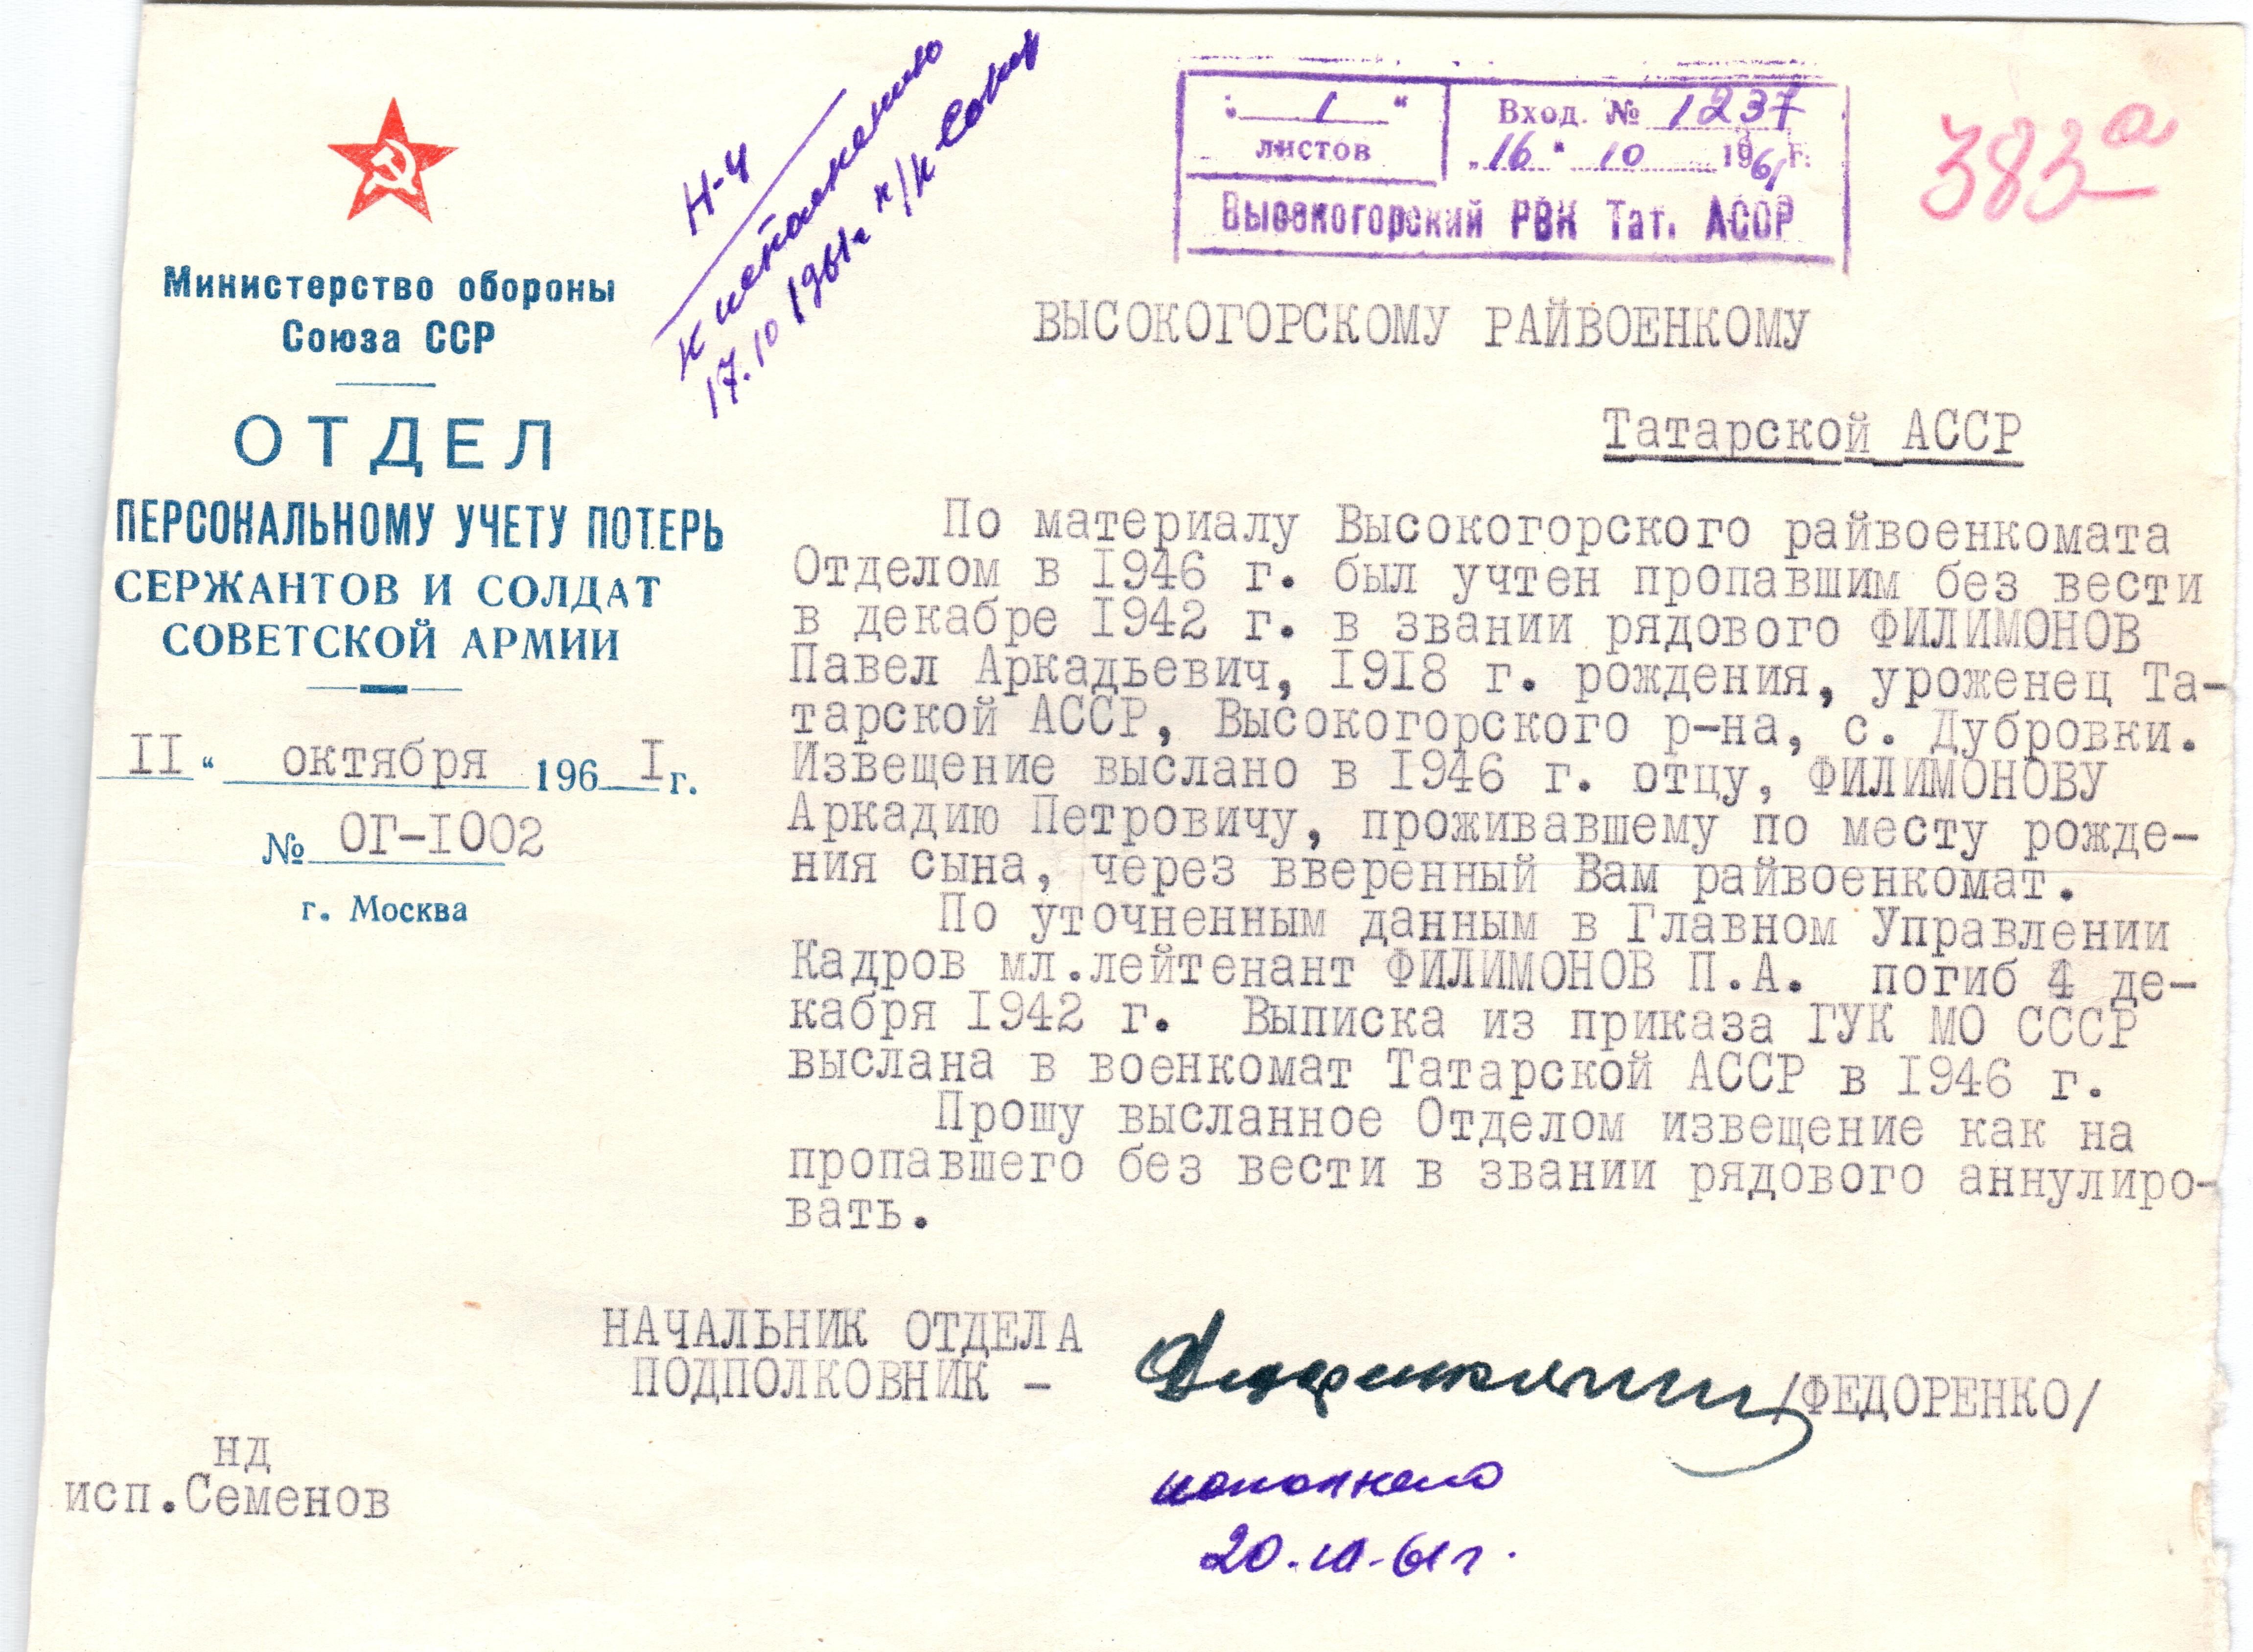 Министерство обороны
Союза ССР
ОТДЕЛ
ПЕРСОНАЛЬНОМУ УЧЕТУ ПОТЕРЬ
СЕРЖАНТОВ И СОЛДАТ
СОВЕТСКОЙ АРМИИ
II " октября 196 I г.
№ ОГ-I002
г. Москва
Н-4
К исполнению
17.10 1961г п/к
" 1 "
листов
Вход. № 1237
„16 " 10 1961 г.
Высокогорский РВК Тат. АССР
383а
ВЫСОКОГОРСКОМУ РАЙВОЕНКОМУ
Татарской АССР
По материалу Высокогорского райвоенкомата
Отделом в I946 г. был учтен пропавшим без вести
в декабре I942 г. в звании рядового ФИЛИМОНОВ
Павел Аркадьевич, I9I8 г. рождения, уроженец Та-
тарской АССР, Высокогорского р-на, с. Дубровки.
Извещение выслано в I946 г. отцу, ФИЛИМОНОВУ
Аркадию Петровичу, проживавшему по месту рожде-
ния сына, через вверенный Вам райвоенкомат.
По уточненным данным в Главном Управлении
Кадров мл.лейтенант ФИЛИМОНОВ П.А. погиб 4 де-
кабря I942 г. Выписка из приказа ГУК МО СССР
выслана в военкомат Татарской АССР в I946 г.
Прошу высланное Отделом извещение как на
пропавшего без вести в звании рядового аннулиро-
вать.
НАЧАЛЬНИК ОТДЕЛА
ПОДПОЛКОВНИК - /ФЕДОРЕНКО/
исполнено
20.10-61г.
нд
исп.Семенов